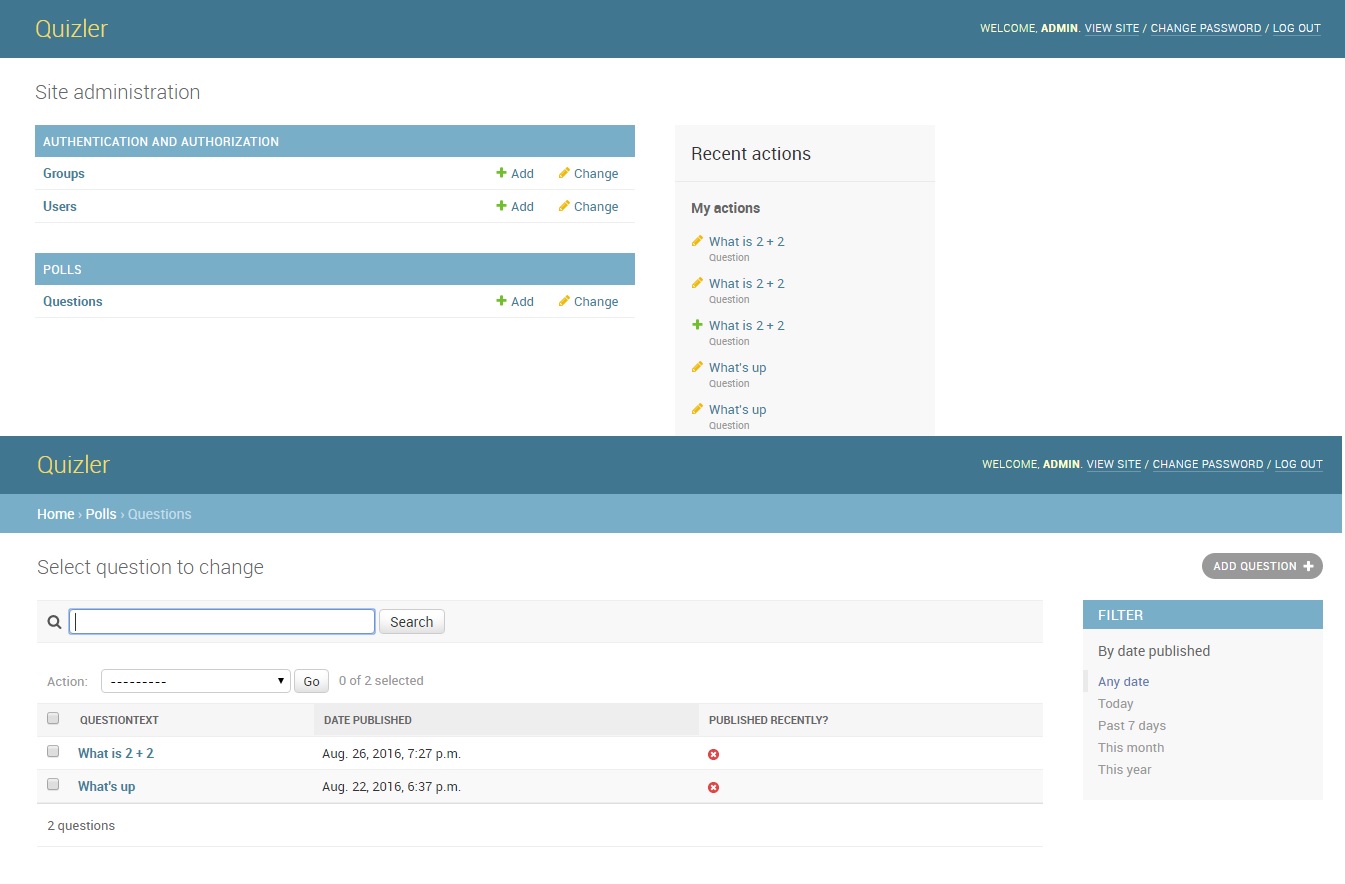 Quizler
WELCOME, ADMIN. VIEW SITE / CHANGE PASSWORD / LOG OUT
Site administration
AUTHENTICATION AND AUTHORIZATION
Groups Add Change
Users Add Change
POLLS
Questions Add Change
Recent actions
My actions
What is 2 + 2
Question
What is 2 + 2
Question
What is 2 + 2
Question
What's up
Question
What's up
Question
Quizler
WELCOME, ADMIN. VIEW SITE / CHANGE PASSWORD / LOG OUT
Home › Polls › Questions
Select question to change
ADD QUESTION
Search
Action: --------- Go 0 of 2 selected
QUESTIONTEXT DATE PUBLISHED PUBLISHED RECENTLY?
What is 2 + 2 Aug. 26, 2016, 7:27 p.m.
What's up Aug. 22, 2016, 6:37 p.m.
2 questions
FILTER
By date published
Any date
Today
Past 7 days
This month
This year